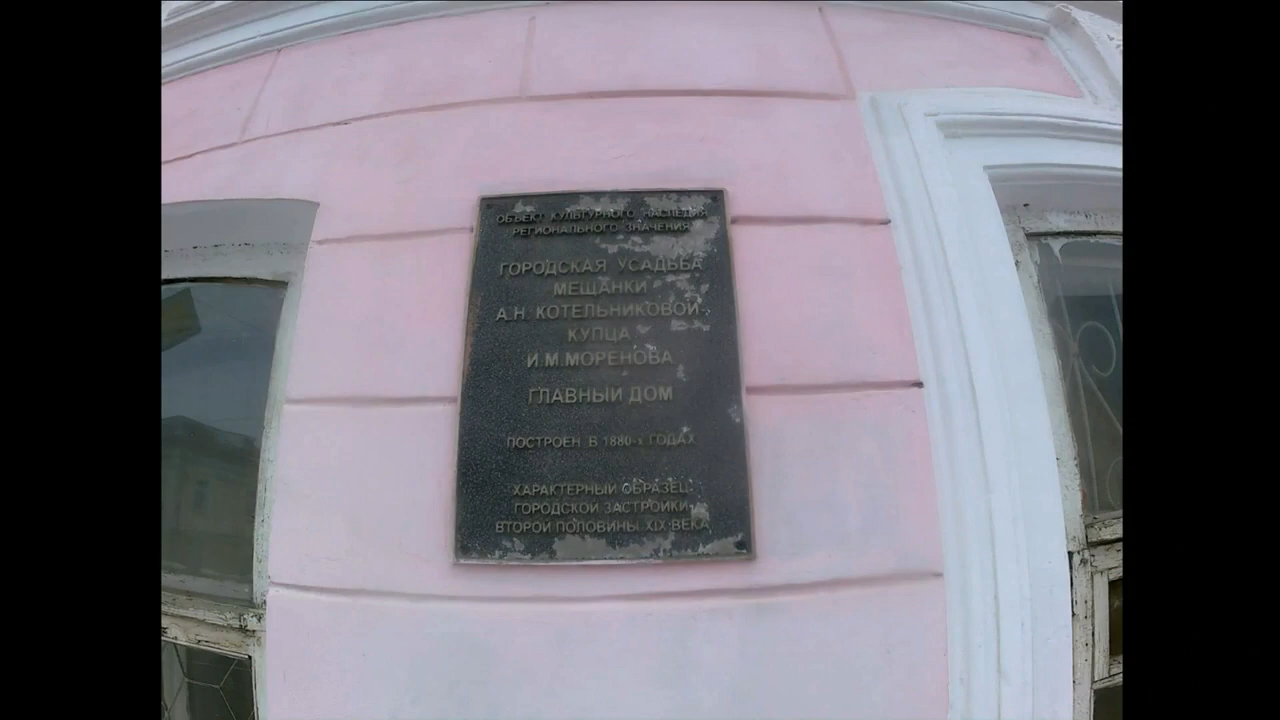 ОБЪЕКТ КУЛЬТУРНОГО НАСЛЕДИЯ
РЕГИОНАЛЬНОГО ЗНАЧЕНИЯ
ГОРОДСКАЯ УСАДЬБА
МЕЩАНКИ
А.Н. КОТЕЛЬНИКОВОЙ-
КУПЦА
И.М.МОРЕНОВА
ГЛАВНЫЙ ДОМ
ПОСТРОЕН В 1880-х ГОДАХ
ХАРАКТЕРНЫЙ ОБРАЗЕЦ
ГОРОДСКОЙ ЗАСТРОЙКИ
ВТОРОЙ ПОЛОВИНЫ XIX ВЕКА